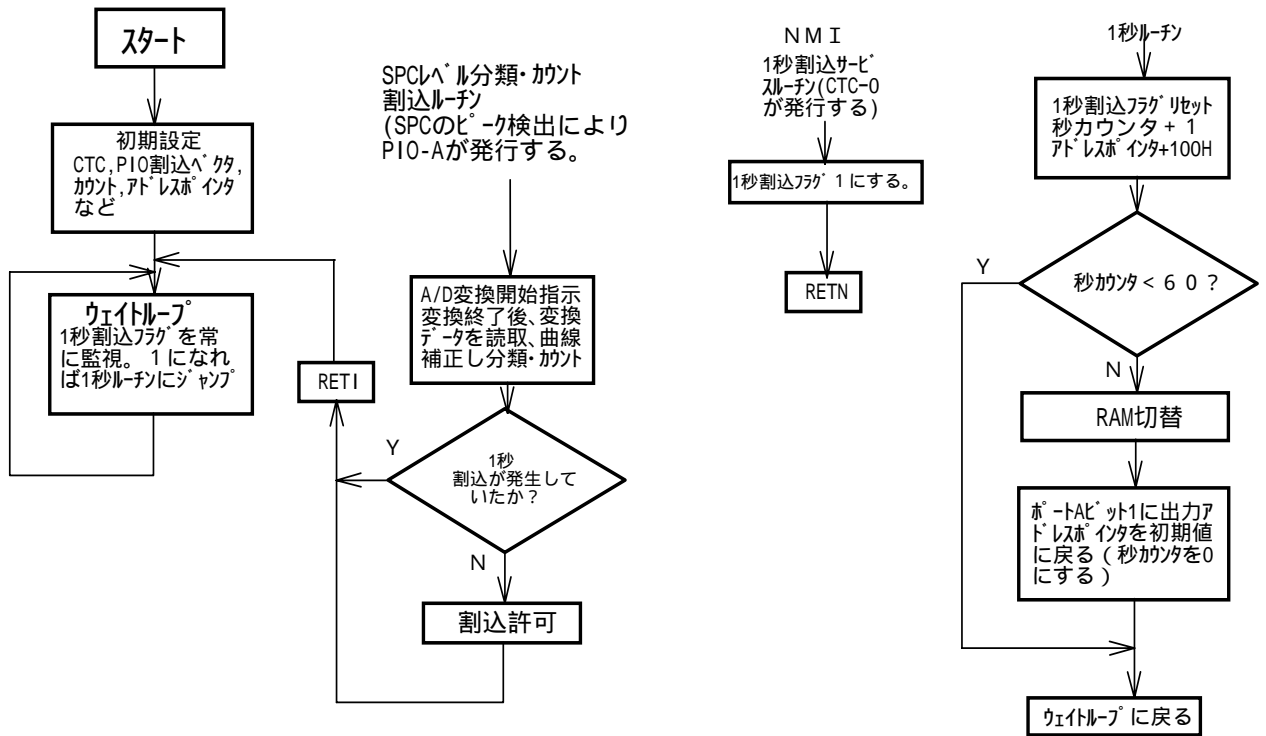 スタート
初期設定
CTC,PIO割込ﾍﾞｸﾀ,
ｶｳﾝﾄ,ｱﾄﾞﾚｽﾎﾟｲﾝﾀ
など
ｳｪｲﾄﾙｰﾌﾟ
1秒割込ﾌﾗｸﾞを常
に監視。１になれ
ば1秒ﾙｰﾁﾝにｼﾞｬﾝﾌﾟ
SPCﾚﾍﾞﾙ分類・ｶｳﾝﾄ
割込ﾙｰﾁﾝ
(SPCのﾋﾟｰｸ検出により
PIO-Aが発行する。
A/D変換開始指示
変換終了後、変換
ﾃﾞｰﾀを読取、曲線
補正し分類・ｶｳﾝﾄ
RETI
Y
1秒
割込が発生して
いたか？
N
割込許可
ＮＭＩ
1秒割込ｻｰﾋﾞ
ｽﾙｰﾁﾝ(CTC-0
が発行する)
1秒割込ﾌﾗｸﾞ１にする。
RETN
1秒ﾙｰﾁﾝ
1秒割込ﾌﾗｸﾞﾘｾｯﾄ
秒カウンタ+１
ｱﾄﾞﾚｽﾎﾟｲﾝﾀ+100H
Y
秒ｶｳﾝﾀ<６０？
N
RAM切替
ﾎﾟｰﾄAﾋﾞｯﾄ1に出力ｱ
ﾄﾞﾚｽﾎﾟｲﾝﾀを初期値
に戻る(秒ｶｳﾝﾀを0
にする)
ｳｪｲﾄﾙｰﾌﾟに戻る